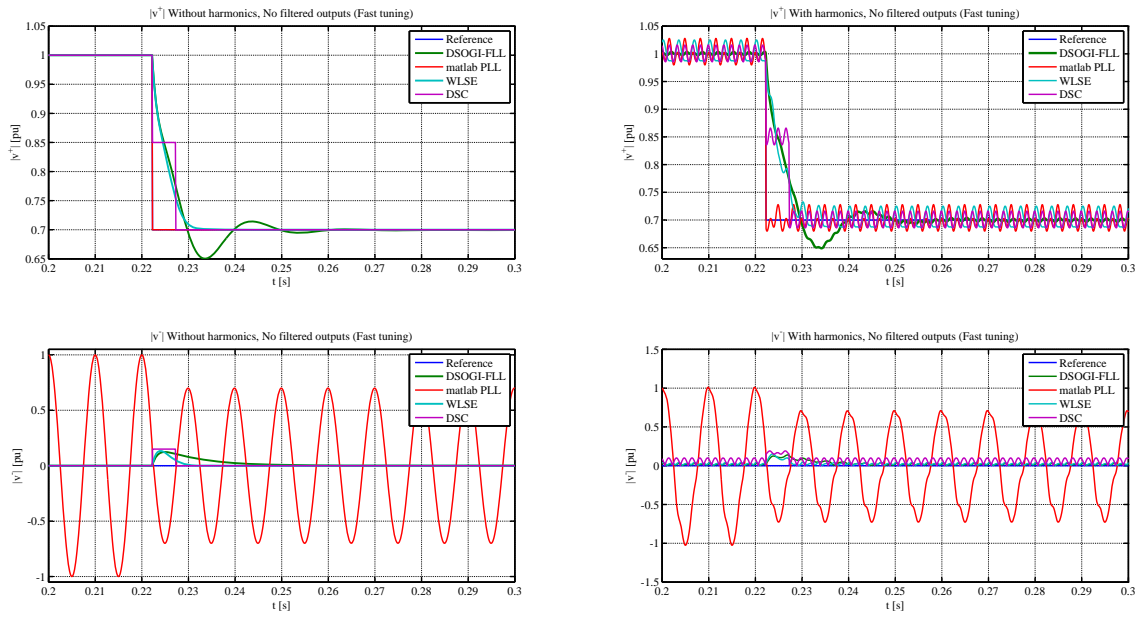 |v⁺| Without harmonics, No filtered outputs (Fast tuning)
1.05
1
0.95
0.9
0.85
0.8
0.75
0.7
0.65
|v⁺| [pu]
Reference
DSOGI-FLL
matlab PLL
WLSE
DSC
0.2 0.21 0.22 0.23 0.24 0.25 0.26 0.27 0.28 0.29 0.3
t [s]
|v⁺| With harmonics, No filtered outputs (Fast tuning)
1.05
1
0.95
0.9
0.85
0.8
0.75
0.7
0.65
|v⁺| [pu]
Reference
DSOGI-FLL
matlab PLL
WLSE
DSC
0.2 0.21 0.22 0.23 0.24 0.25 0.26 0.27 0.28 0.29 0.3
t [s]
|v⁻| Without harmonics, No filtered outputs (Fast tuning)
1
0.5
0
-0.5
-1
|v⁻| [pu]
Reference
DSOGI-FLL
matlab PLL
WLSE
DSC
0.2 0.21 0.22 0.23 0.24 0.25 0.26 0.27 0.28 0.29 0.3
t [s]
|v⁻| With harmonics, No filtered outputs (Fast tuning)
1.5
1
0.5
0
-0.5
-1
-1.5
|v⁻| [pu]
Reference
DSOGI-FLL
matlab PLL
WLSE
DSC
0.2 0.21 0.22 0.23 0.24 0.25 0.26 0.27 0.28 0.29 0.3
t [s]